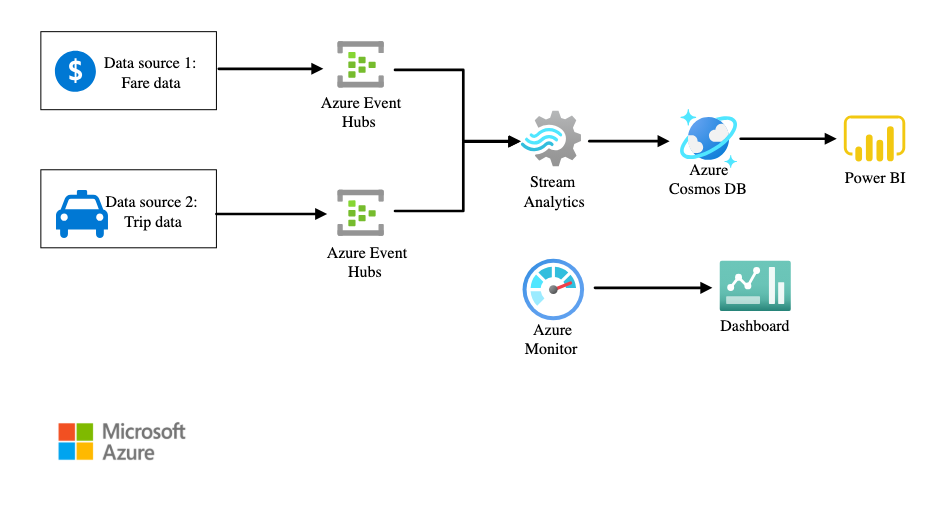 Data source 1:
Fare data
$
Azure Event
Hubs
Data source 2:
Trip data
Azure Event
Hubs
Stream
Analytics
Azure
Cosmos DB
Power BI
Azure
Monitor
Dashboard
Microsoft
Azure